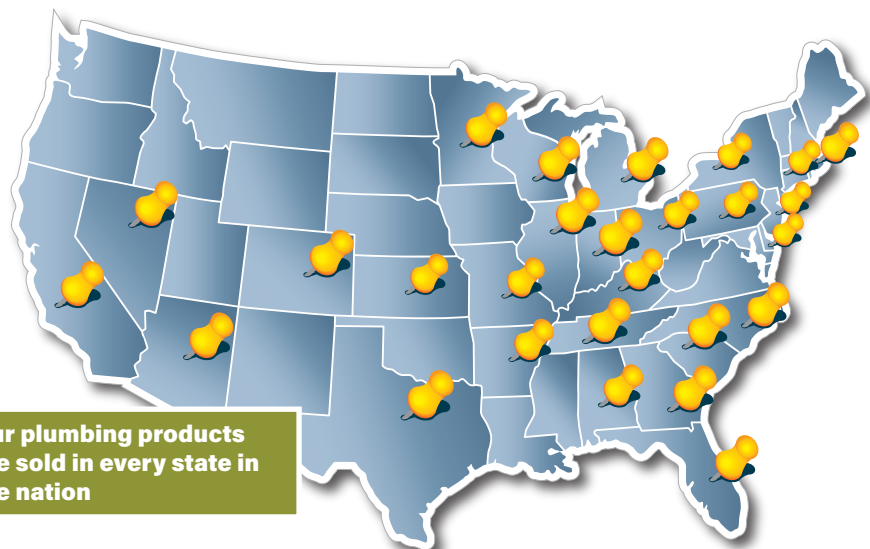 ur plumbing products
e sold in every state in
e nation